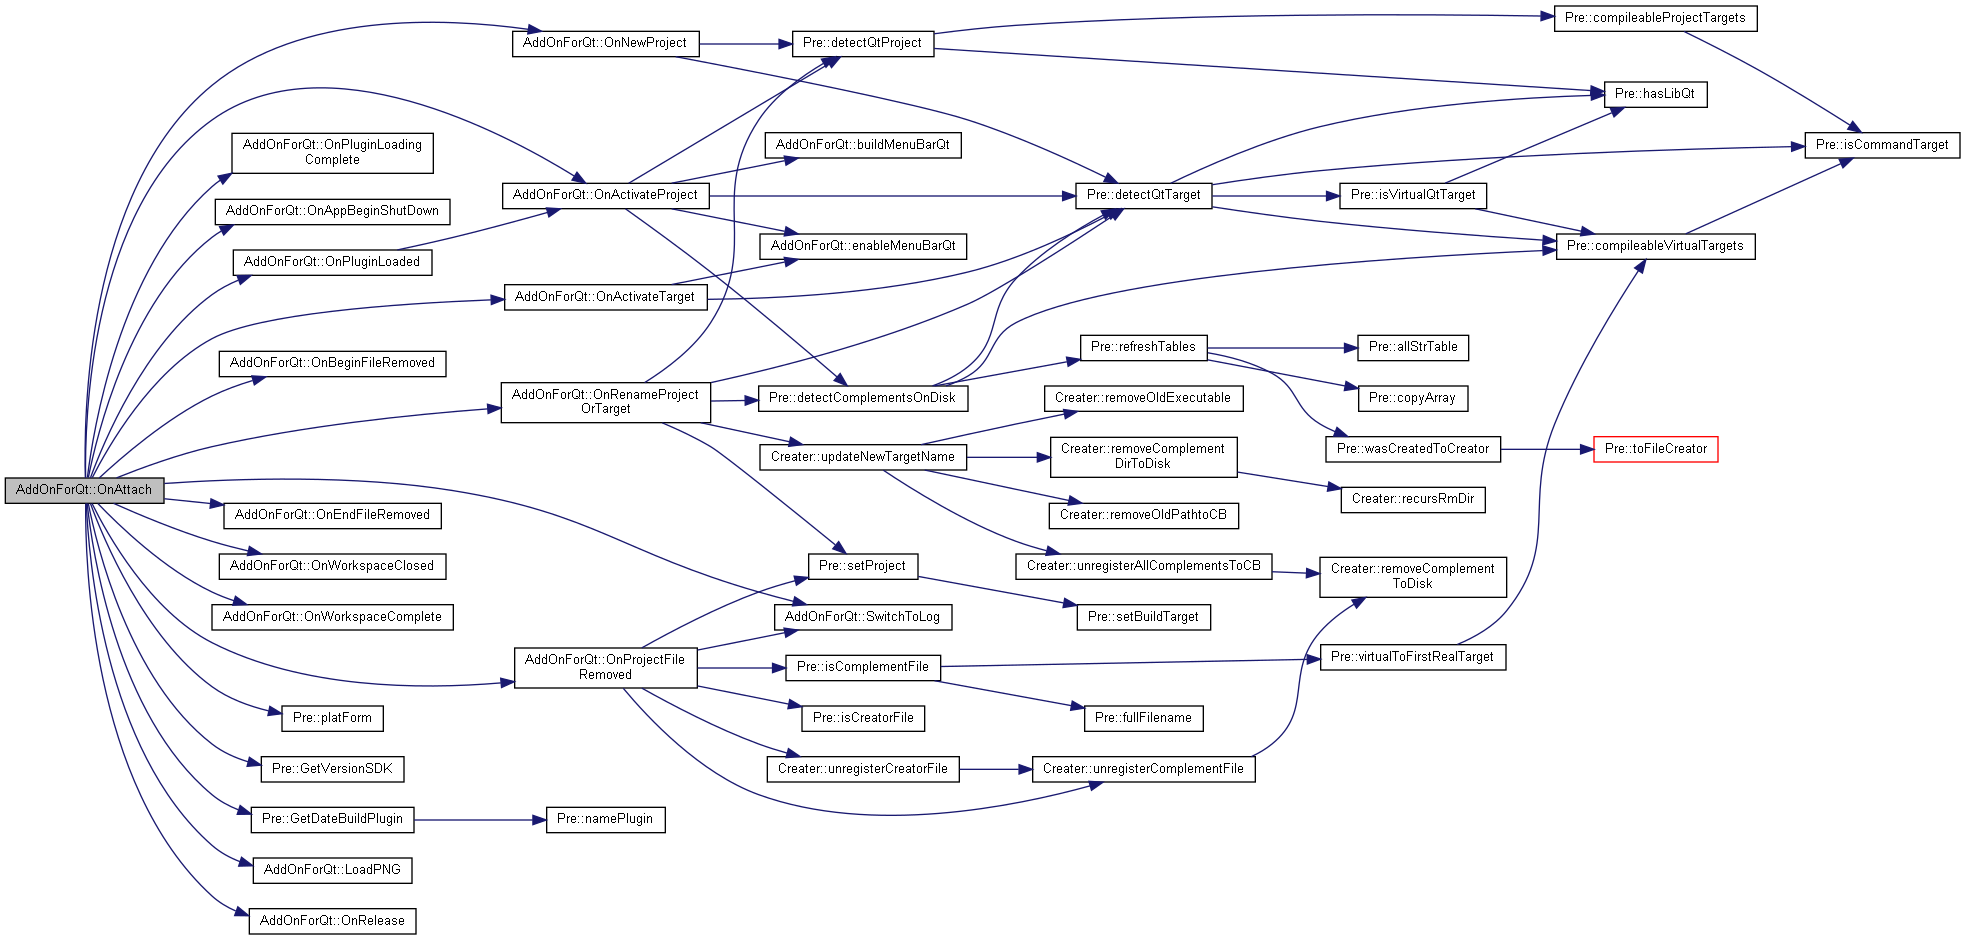 AddOnForQt::OnAttach
AddOnForQt::OnPluginLoading
Complete
AddOnForQt::OnAppBeginShutDown
AddOnForQt::OnPluginLoaded
AddOnForQt::OnBeginFileRemoved
AddOnForQt::OnEndFileRemoved
AddOnForQt::OnWorkspaceClosed
AddOnForQt::OnWorkspaceComplete
Pre::platForm
Pre::GetVersionSDK
Pre::GetDateBuildPlugin
AddOnForQt::LoadPNG
AddOnForQt::OnRelease
AddOnForQt::OnNewProject
AddOnForQt::OnActivateProject
AddOnForQt::OnActivateTarget
AddOnForQt::OnRenameProject
OrTarget
AddOnForQt::OnProjectFile
Removed
Pre::namePlugin
Pre::detectQtProject
AddOnForQt::buildMenuBarQt
AddOnForQt::enableMenuBarQt
Pre::detectComplementsOnDisk
Creater::updateNewTargetName
Pre::setProject
AddOnForQt::SwitchToLog
Pre::isComplementFile
Pre::isCreatorFile
Creater::unregisterCreatorFile
Pre::detectQtTarget
Pre::refreshTables
Creater::removeOldExecutable
Creater::removeComplement
DirToDisk
Creater::removeOldPathtoCB
Creater::unregisterAllComplementsToCB
Pre::setBuildTarget
Pre::fullFilename
Creater::unregisterComplementFile
Pre::isVirtualQtTarget
Pre::allStrTable
Pre::copyArray
Pre::wasCreatedToCreator
Creater::recursRmDir
Creater::removeComplement
ToDisk
Pre::virtualToFirstRealTarget
Pre::compileableProjectTargets
Pre::hasLibQt
Pre::compileableVirtualTargets
Pre::toFileCreator
Pre::isCommandTarget